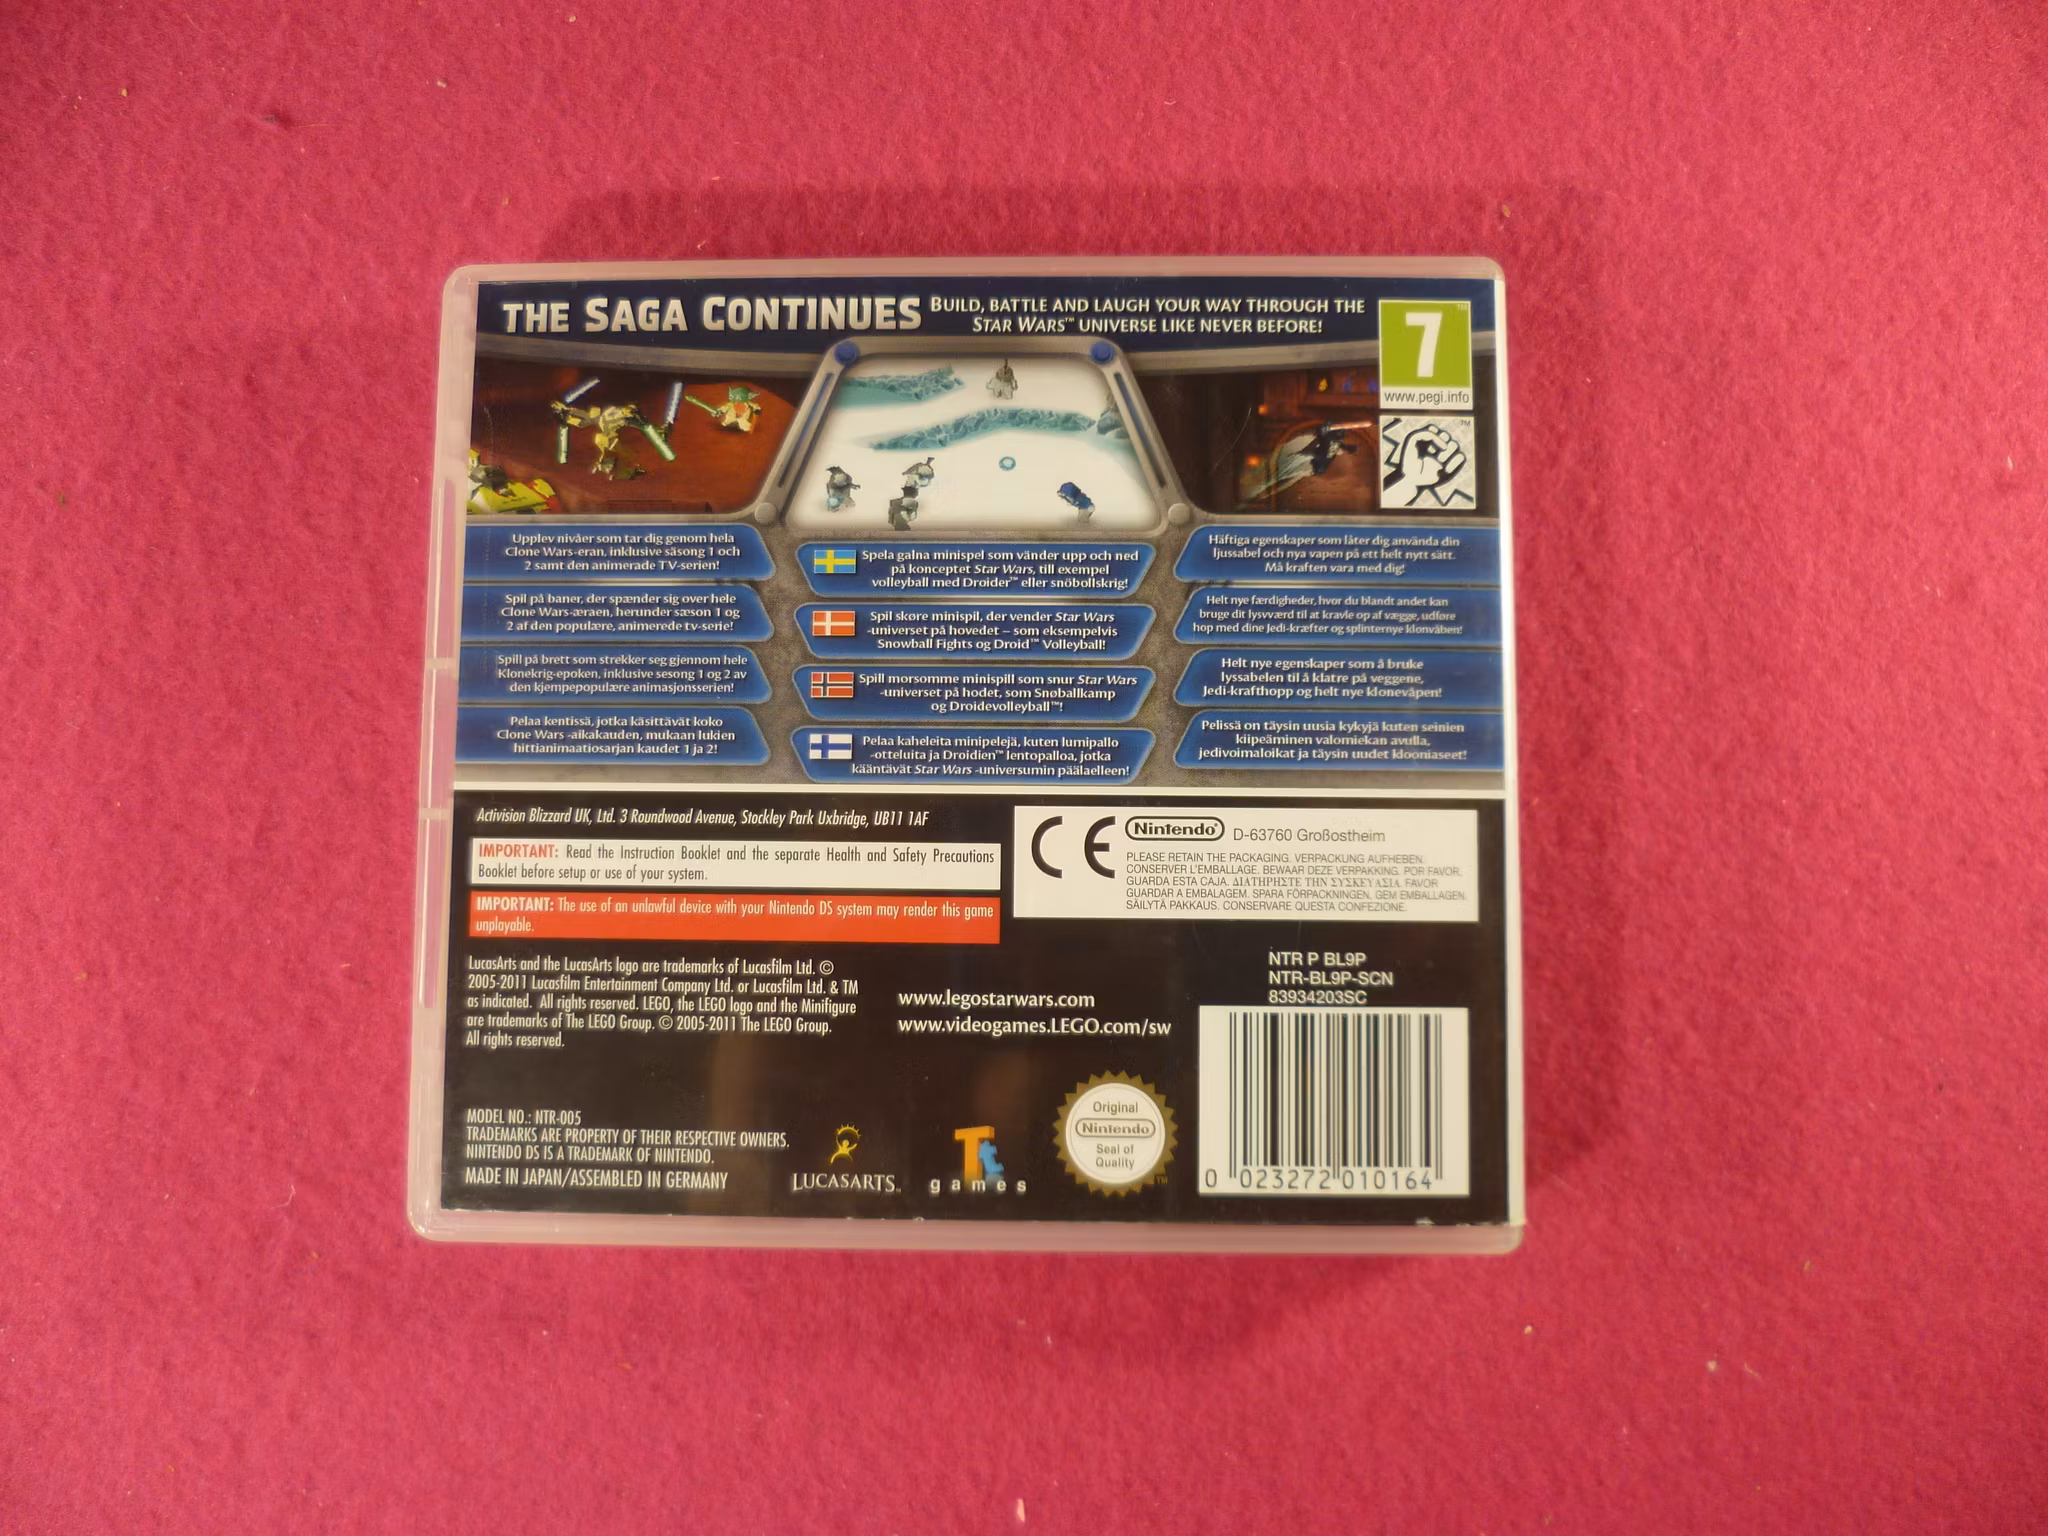 THE SAGA CONTINUES
BUILD, BATTLE AND LAUGH YOUR WAY THROUGH THE
STAR WARS™ UNIVERSE LIKE NEVER BEFORE!
7
www.pegi.info
Upplev nivåer som tar dig genom hela
Clone Wars-eran, inklusive säsong 1 och
2 samt den animerade TV-serien!
Spil på baner, der spænder sig over hele
Clone Wars-æraen, herunder sæson 1 og
2 af den populære, animerede tv-serie!
Spill på brett som strekker seg gjennom hele
Klonekrig-epoken, inklusive sesong 1 og 2 av
den kjempepopulære animasjonsserien!
Pelaa kentissä, jotka käsittävät koko
Clone Wars -aikakauden, mukaan lukien
hittianimaatiosarjan kaudet 1 ja 2!
Spela galna minispel som vänder upp och ned
på konceptet Star Wars, till exempel
volleyball med Droider™ eller snöbollskrig!
Spil skøre minispil, der vender Star Wars
-universet på hovedet – som eksempelvis
Snowball Fights og Droid™ Volleyball!
Spill morsomme minispill som snur Star Wars
-universet på hodet, som Snøballkamp
og Droidevolleyball™!
Pelaa kaheleita minipelejä, kuten lumipallo
-otteluita ja Droidien™ lentopalloa, jotka
kääntävät Star Wars -universumin päälaelleen!
Häftiga egenskaper som låter dig använda din
ljussabel och nya vapen på ett helt nytt sätt.
Må kraften vara med dig!
Helt nye færdigheder, hvor du blandt andet kan
bruge dit lysvværd til at kravle op af vægge, udføre
hop med dine Jedi-kræfter og splinternye klonvåben!
Helt nye egenskaper som å bruke
lyssabelen til å klatre på veggene,
Jedi-krafthopp og helt nye klonevåpen!
Pelissä on täysin uusia kykyjä kuten seinien
kiipeäminen valomiekan avulla,
jedivoimaloikat ja täysin uudetklooniaseet!
Activision Blizzard UK, Ltd. 3 Roundwood Avenue, Stockley Park Uxbridge, UB11 1AF
IMPORTANT: Read the Instruction Booklet and the separate Health and Safety Precautions
Booklet before setup or use of your system.
IMPORTANT: The use of an unlawful device with your Nintendo DS system may render this game
unplayable.
CE Nintendo® D-63760 Großostheim
PLEASE RETAIN THE PACKAGING. VERPACKUNG AUFHEBEN.
CONSERVER L'EMBALLAGE. BEWAAR DEZE VERPAKKING. POR FAVOR,
GUARDA ESTA CAJA. ΔΙΑΤΗΡΗΣΤΕ ΤΗΝ ΣΥΣΚΕΥΑΣΙΑ. FAVOR
GUARDAR A EMBALAGEM. SPARA FÖRPACKNINGEN. GEM EMBALLAGEN.
SÄILYTÄ PAKKAUS. CONSERVARE QUESTA CONFEZIONE.
LucasArts and the LucasArts logo are trademarks of Lucasfilm Ltd. ©
2005-2011 Lucasfilm Entertainment Company Ltd. or Lucasfilm Ltd. & TM
as indicated. All rights reserved. LEGO, the LEGO logo and the Minifigure
are trademarks of The LEGO Group. © 2005-2011 The LEGO Group.
All rights reserved.
www.legostarwars.com
www.videogames.LEGO.com/sw
NTR P BL9P
NTR-BL9P-SCN
83934203SC
MODEL NO.: NTR-005
TRADEMARKS ARE PROPERTY OF THEIR RESPECTIVE OWNERS.
NINTENDO DS IS A TRADEMARK OF NINTENDO.
MADE IN JAPAN/ASSEMBLED IN GERMANY
LUCASARTS™
Tt
games
Original
Nintendo
Seal of
Quality
™
0 023272 010164